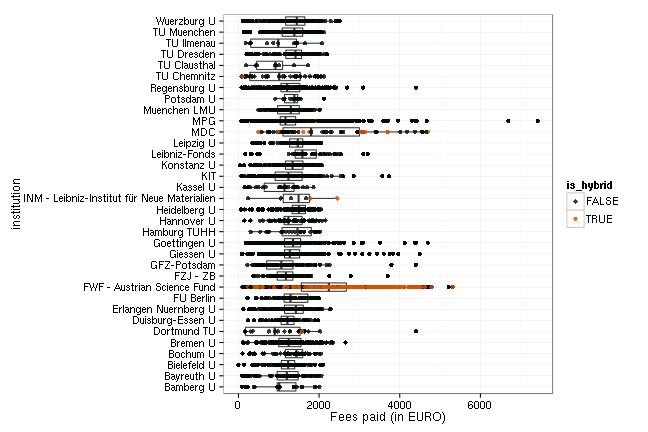 Wuerzburg U
TU Muenchen
TU Ilmenau
TU Dresden
TU Clausthal
TU Chemnitz
Regensburg U
Potsdam U
Muenchen LMU
MPG
MDC
Leipzig U
Leibniz-Fonds
Konstanz U
KIT
Kassel U
INM - Leibniz-Institut für Neue Materialien
Heidelberg U
Hannover U
Hamburg TUHH
Goettingen U
Giessen U
GFZ-Potsdam
FZJ - ZB
FWF - Austrian Science Fund
FU Berlin
Erlangen Nuernberg U
Duisburg-Essen U
Dortmund TU
Bremen U
Bochum U
Bielefeld U
Bayreuth U
Bamberg U
institution
0 2000 4000 6000
Fees paid (in EURO)
is_hybrid
FALSE
TRUE